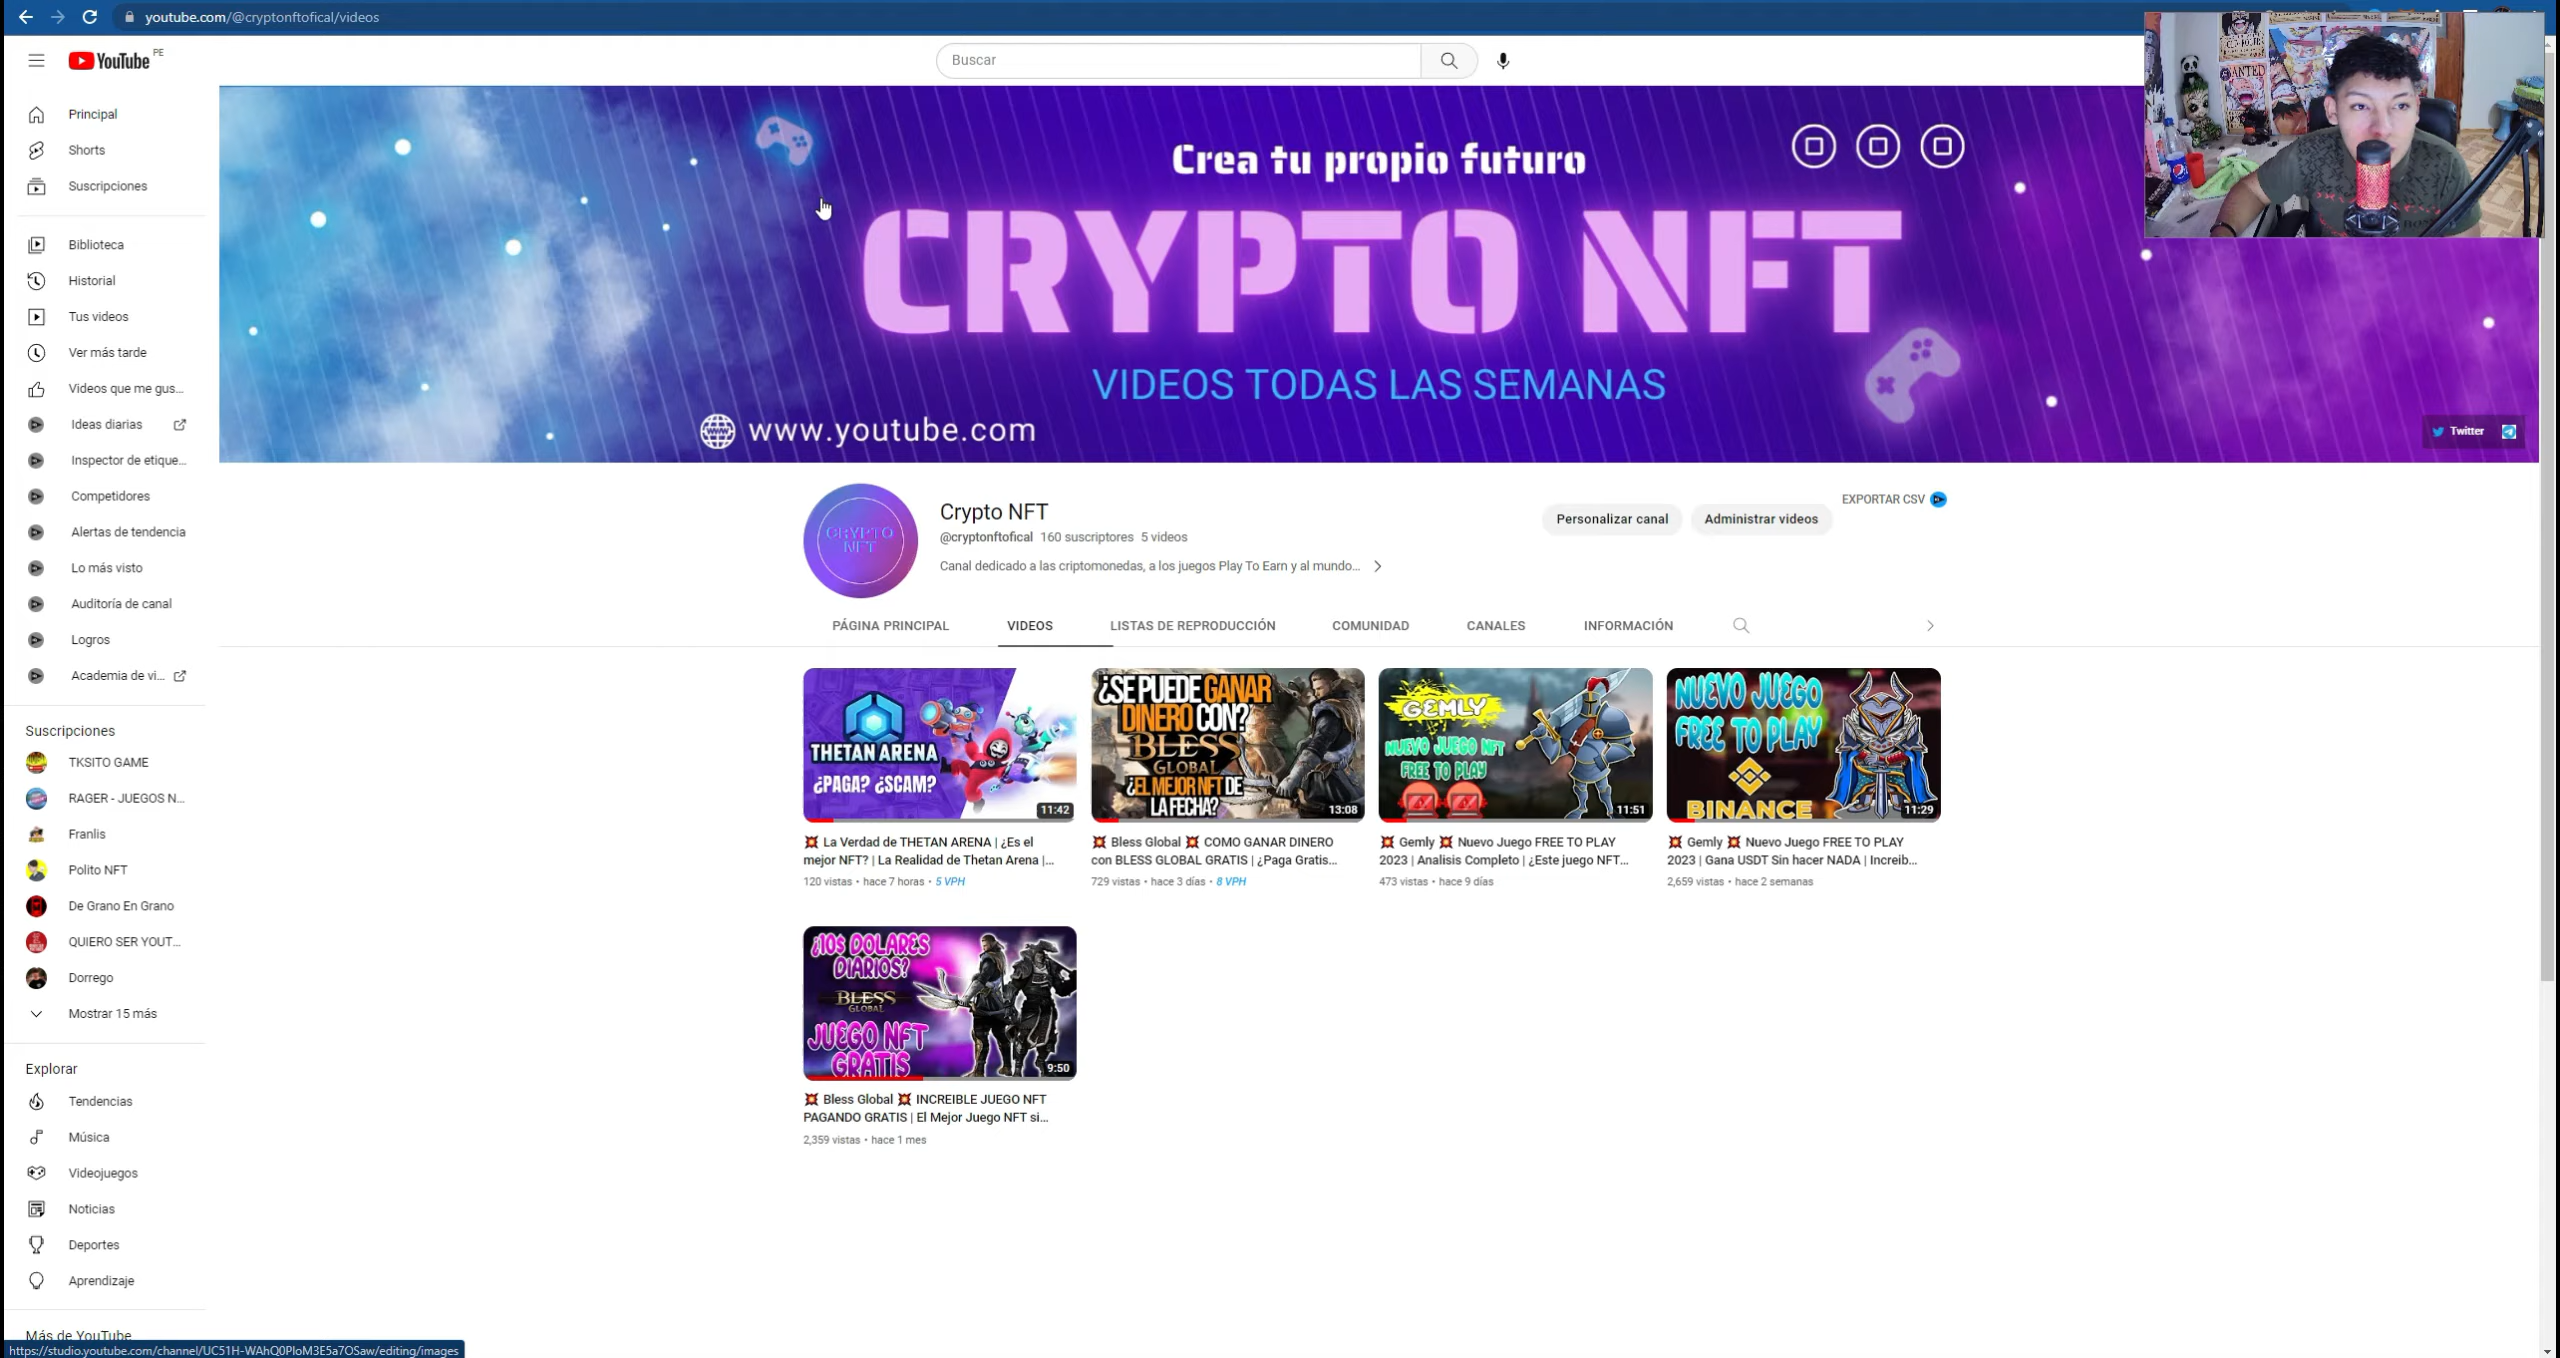 youtube.com/@cryptonftofical/videos
YouTube PE
Buscar
Principal
Shorts
Suscripciones
Biblioteca
Historial
Tus videos
Ver más tarde
Videos que me gus...
Ideas diarias
Inspector de etique...
Competidores
Alertas de tendencia
Lo más visto
Auditoría de canal
Logros
Academia de vi...
Suscripciones
TKSITO GAME
RAGER - JUEGOS N...
Franlis
Polito NFT
De Grano En Grano
QUIERO SER YOUT...
Dorrego
Mostrar 15 más
Explorar
Tendencias
Música
Videojuegos
Noticias
Deportes
Aprendizaje
Más de YouTube
https://studio.youtube.com/channel/UC51H-WAhQ0PIoM3E5a7OSaw/editing/images
Crea tu propio futuro
CRYPTO NFT
VIDEOS TODAS LAS SEMANAS
www.youtube.com
Twitter
WANTED
CRYPTO
NFT
Crypto NFT
@cryptonftofical 160 suscriptores 5 videos
Canal dedicado a las criptomonedas, a los juegos Play To Earn y al mundo...
Personalizar canal
Administrar videos
EXPORTAR CSV
PÁGINA PRINCIPAL
VIDEOS
LISTAS DE REPRODUCCIÓN
COMUNIDAD
CANALES
INFORMACIÓN
THETAN ARENA
¿PAGA? ¿SCAM?
11:42
💥 La Verdad de THETAN ARENA | ¿Es el
mejor NFT? | La Realidad de Thetan Arena |...
120 vistas • hace 7 horas • 5 VPH
¿SE PUEDE GANAR
DINERO CON?
BLESS
GLOBAL
¿EL MEJOR NFT DE
LA FECHA?
13:08
💥 Bless Global 💥 COMO GANAR DINERO
con BLESS GLOBAL GRATIS | ¿Paga Gratis...
729 vistas • hace 3 días • 8 VPH
GEMLY
NUEVO JUEGO NFT
FREE TO PLAY
11:51
💥 Gemly 💥 Nuevo Juego FREE TO PLAY
2023 | Analisis Completo | ¿Este juego NFT...
473 vistas • hace 9 días
NUEVO JUEGO
FREE TO PLAY
BINANCE
11:29
💥 Gemly 💥 Nuevo Juego FREE TO PLAY
2023 | Gana USDT Sin hacer NADA | Increib...
2,659 vistas • hace 2 semanas
¿10$ DOLARES
DIARIOS?
BLESS
GLOBAL
JUEGO NFT
GRATIS
9:50
💥 Bless Global 💥 INCREIBLE JUEGO NFT
PAGANDO GRATIS | El Mejor Juego NFT si...
2,359 vistas • hace 1 mes